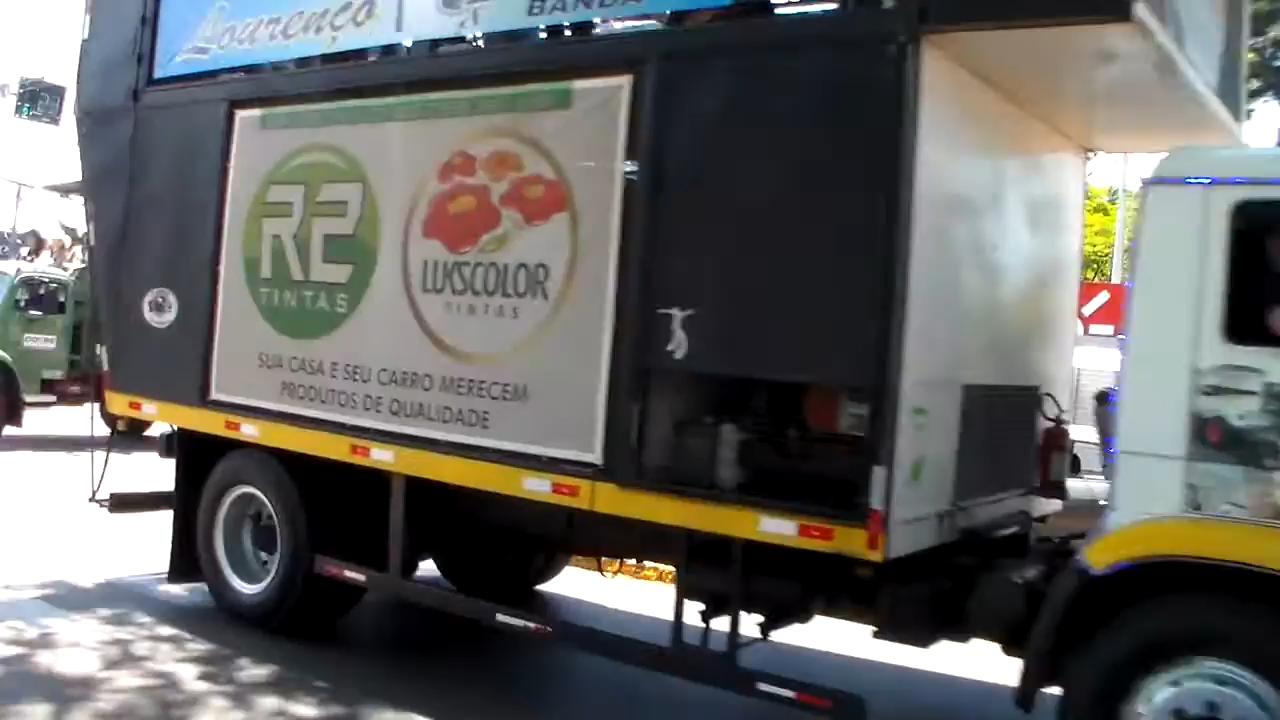 Lourenço
BANDA
R2
TINTAS
LUKSCOLOR
TINTAS
SUA CASA E SEU CARRO MERECEM
PRODUTOS DE QUALIDADE